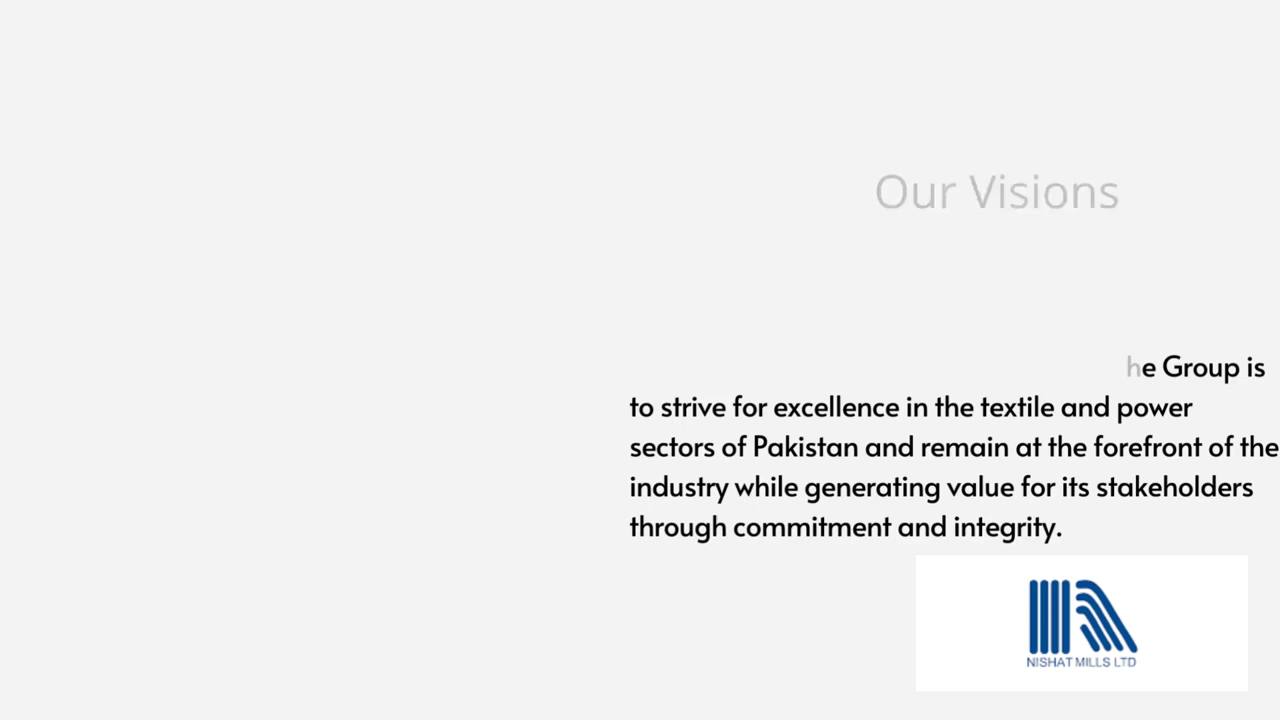 Our Visions
he Group is
to strive for excellence in the textile and power
sectors of Pakistan and remain at the forefront of the
industry while generating value for its stakeholders
through commitment and integrity.
NISHAT MILLS LTD